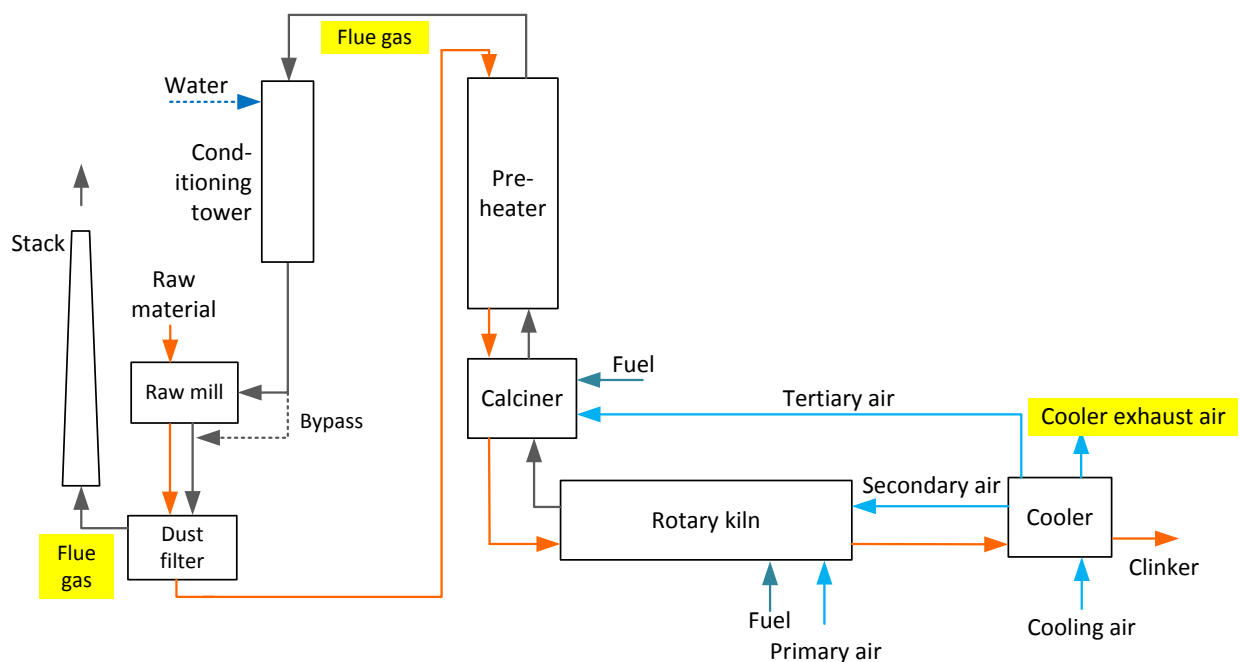 Flue gas
Water
Cond-
itioning
tower
Pre-
heater
Stack
Raw
material
Raw mill
Bypass
Calciner
Fuel
Tertiary air
Cooler exhaust air
Secondary air
Rotary kiln
Cooler
Dust
filter
Flue
gas
Clinker
Fuel
Primary air
Cooling air